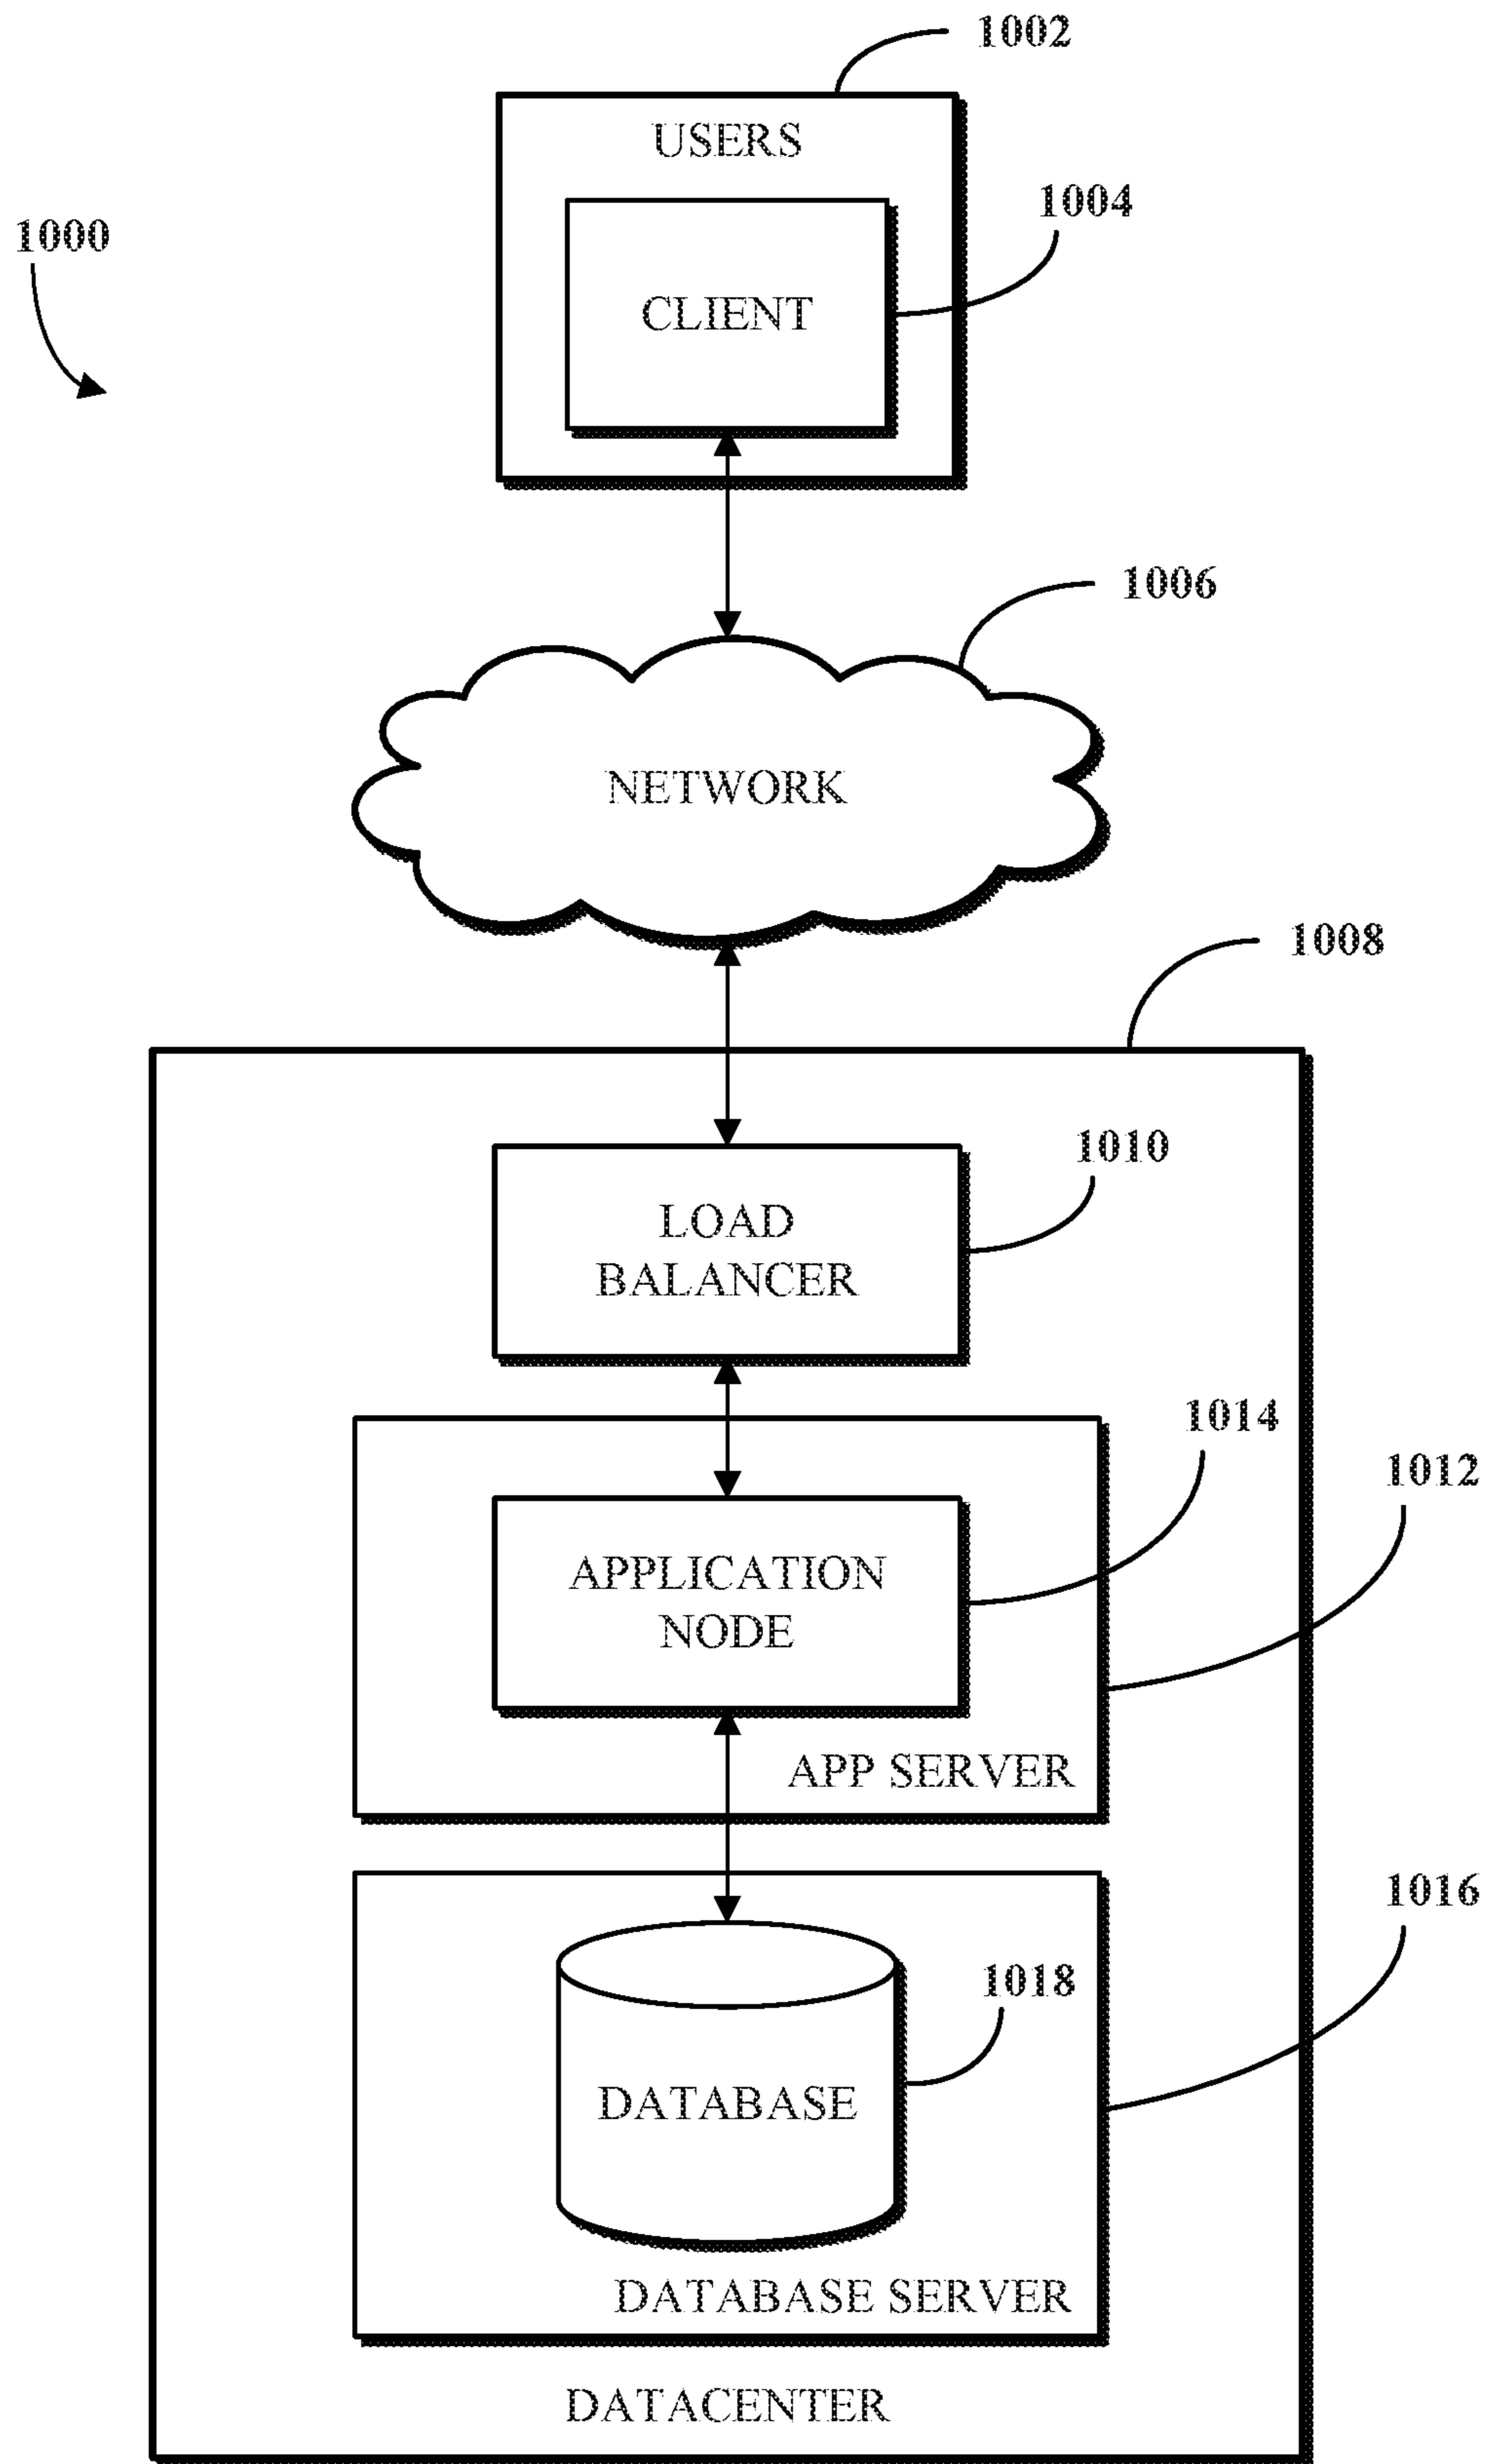 1002
USERS
1004
1000
CLIENT
1006
NETWORK
1008
1010
LOAD
BALANCER
1014
1012
APPLICATION
NODE
APP SERVER
1016
1018
DATABASE
DATABASE SERVER
DATACENTER